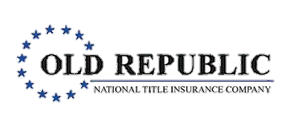 OLD REPUBLIC
NATIONAL TITLE INSURANCE COMPANY